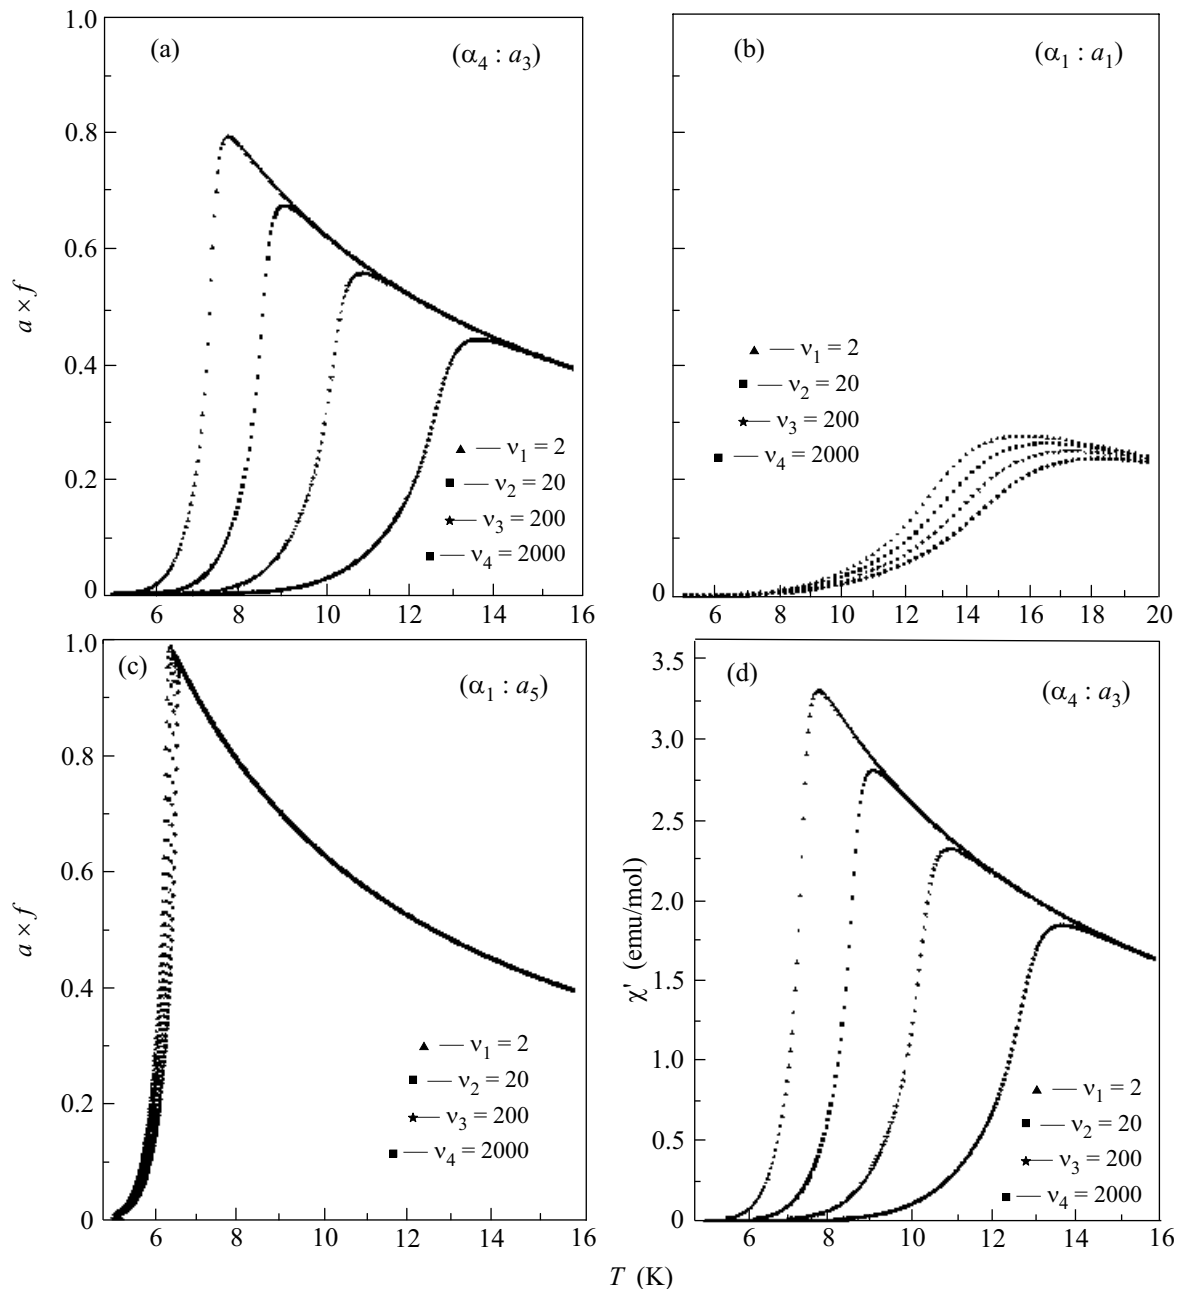 (a)
(α4 : a3)
1.0
0.8
0.6
0.4
0.2
0
a × f
▲ — ν1 = 2
■ — ν2 = 20
★ — ν3 = 200
■ — ν4 = 2000
6 8 10 12 14 16
(b)
(α1 : a1)
▲ — ν1 = 2
■ — ν2 = 20
★ — ν3 = 200
■ — ν4 = 2000
0
6 8 10 12 14 16 18 20
(c)
(α1 : a5)
1.0
0.8
0.6
0.4
0.2
0
a × f
▲ — ν1 = 2
■ — ν2 = 20
★ — ν3 = 200
■ — ν4 = 2000
6 8 10 12 14 16
(d)
(α4 : a3)
3.5
3.0
2.5
2.0
1.5
1.0
0.5
0
χ' (emu/mol)
▲ — ν1 = 2
■ — ν2 = 20
★ — ν3 = 200
■ — ν4 = 2000
6 8 10 12 14 16
T (K)